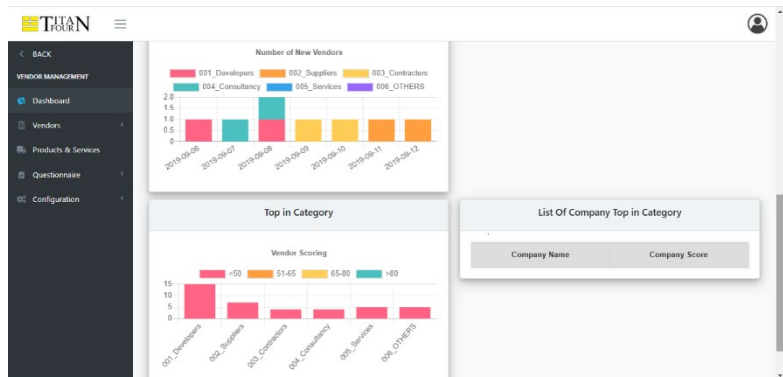 TITAN
FOUR
BACK
VENDOR MANAGEMENT
Dashboard
Vendors
Products & Services
Questionnaire
Configuration
Number of New Vendors
001_Developers 002_Suppliers 003_Contractors
004_Consultancy 005_Services 006_OTHERS
2.0
1.5
1.0
0.5
0
2019-09-06 2019-09-07 2019-09-08 2019-09-09 2019-09-10 2019-09-11 2019-09-12
Top in Category
Vendor Scoring
<50 51-65 65-80 >80
15
10
5
0
001_Developers 002_Suppliers 003_Contractors 004_Consultancy 005_Services 006_OTHERS
List Of Company Top in Category
Company Name Company Score